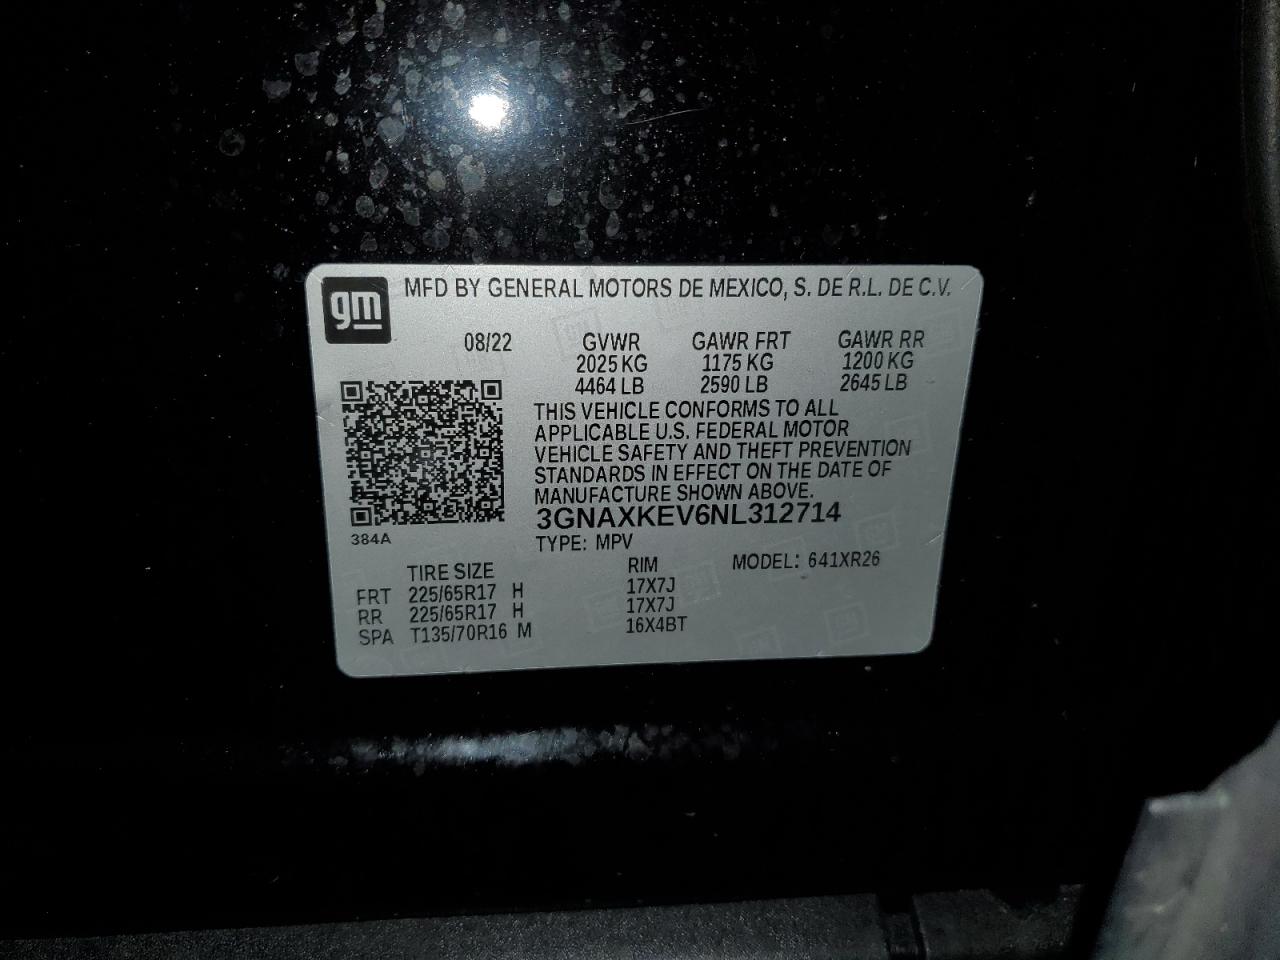 gm
MFD BY GENERAL MOTORS DE MEXICO, S. DE R.L. DE C.V.
08/22 GVWR GAWR FRT GAWR RR
2025 KG 1175 KG 1200 KG
4464 LB 2590 LB 2645 LB
THIS VEHICLE CONFORMS TO ALL
APPLICABLE U.S. FEDERAL MOTOR
VEHICLE SAFETY AND THEFT PREVENTION
STANDARDS IN EFFECT ON THE DATE OF
MANUFACTURE SHOWN ABOVE.
3GNAXKEV6NL312714
384A
TYPE: MPV
TIRE SIZE RIM MODEL: 641XR26
FRT 225/65R17 H 17X7J
RR 225/65R17 H 17X7J
SPA T135/70R16 M 16X4BT